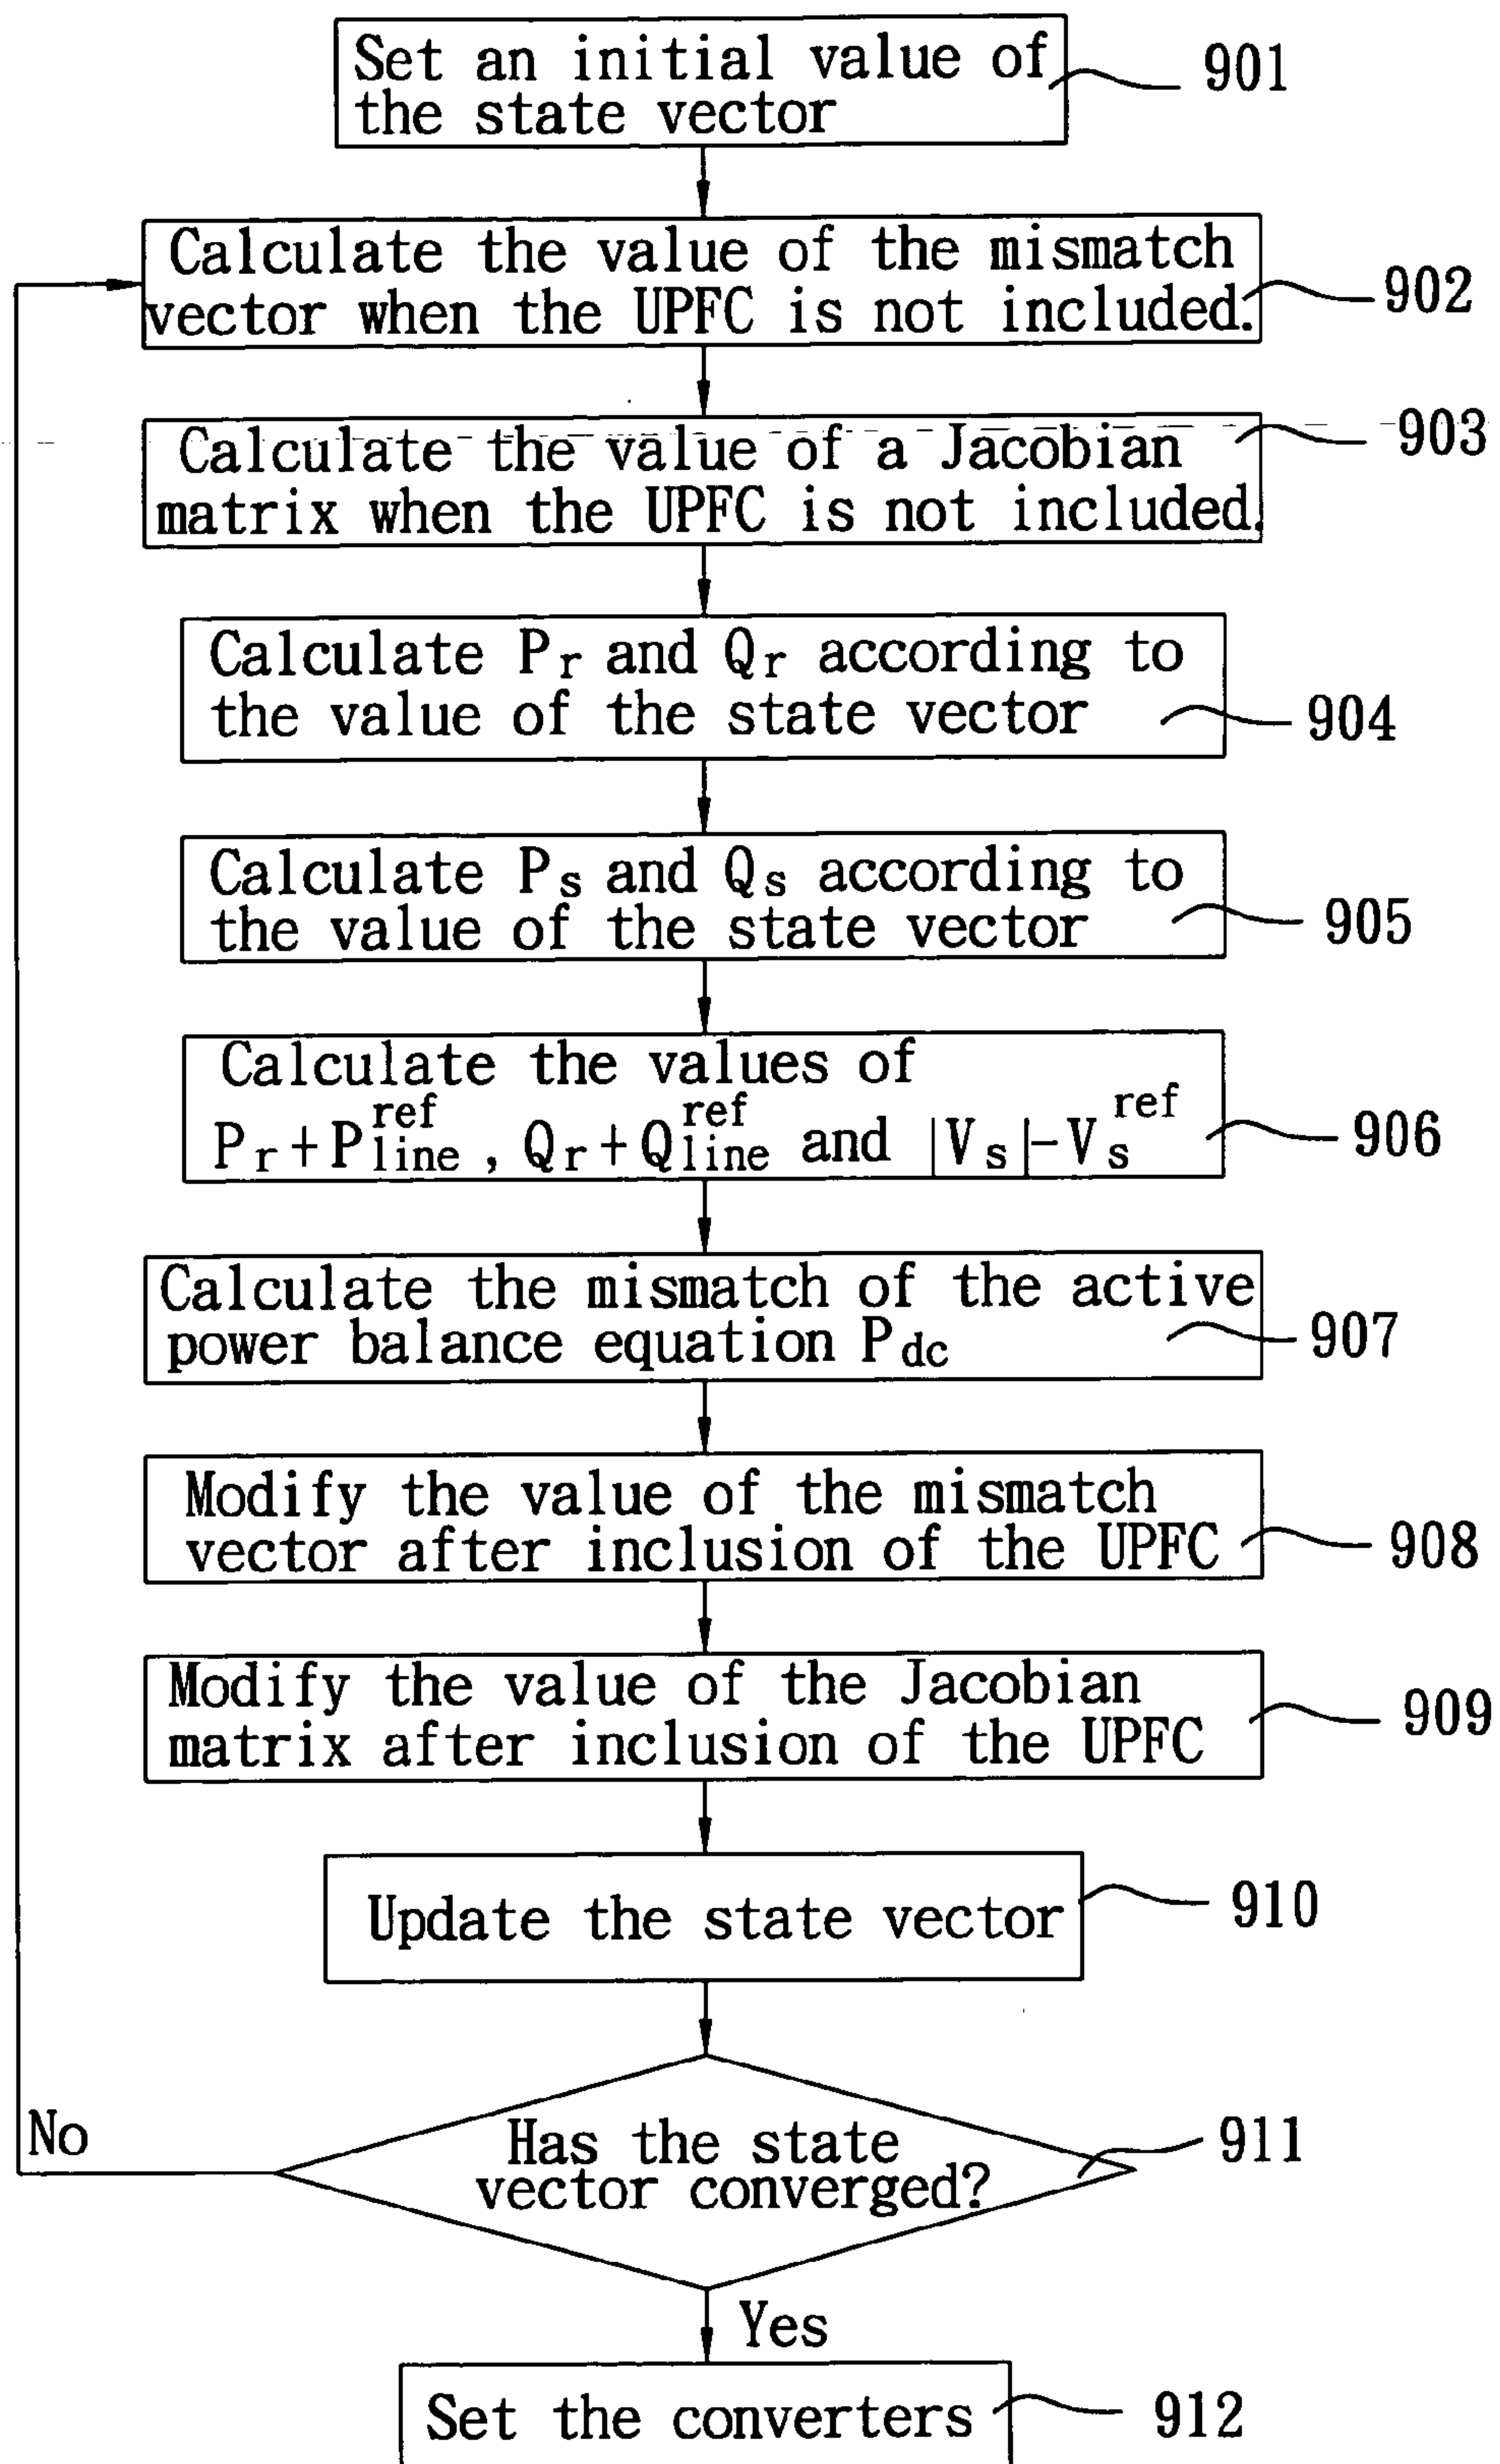 Set an initial value of
the state vector
901
Calculate the value of the mismatch
vector when the UPFC is not included.
902
Calculate the value of a Jacobian
matrix when the UPFC is not included.
903
Calculate Pr and Qr according to
the value of the state vector
904
Calculate Ps and Qs according to
the value of the state vector
905
Calculate the values of
P_r+P_line^ref , Q_r+Q_line^ref and |V_s|-V_s^ref
906
Calculate the mismatch of the active
power balance equation Pdc
907
Modify the value of the mismatch
vector after inclusion of the UPFC
908
Modify the value of the Jacobian
matrix after inclusion of the UPFC
909
Update the state vector
910
Has the state
vector converged?
911
No
Yes
Set the converters
912